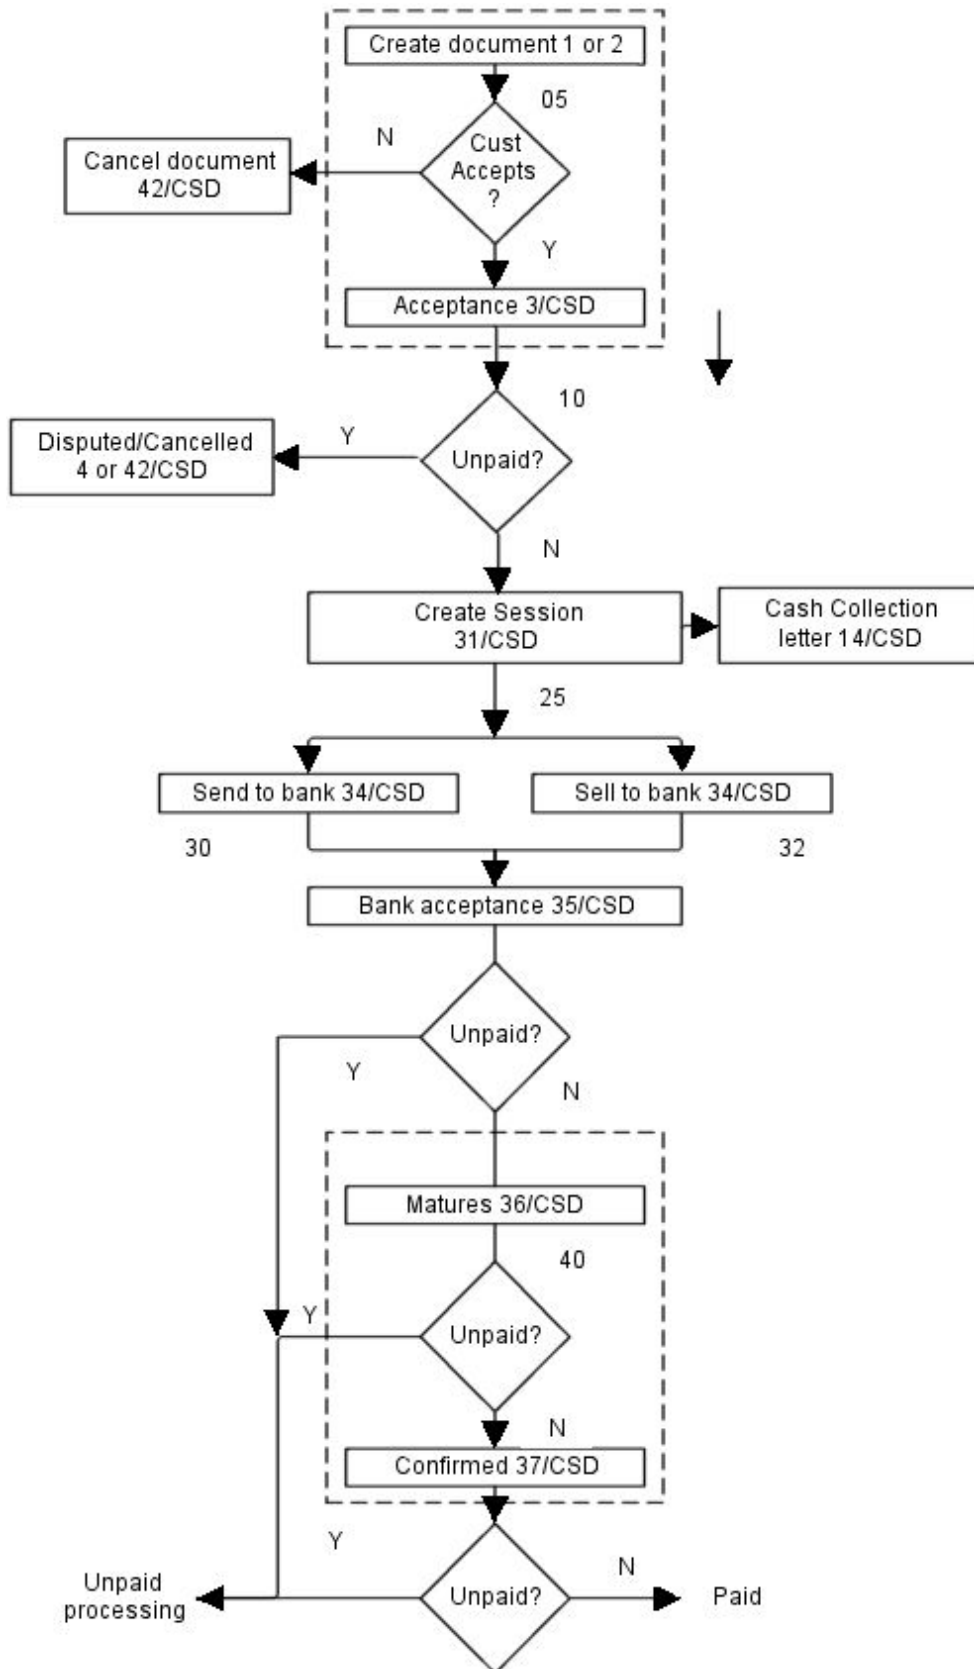 Create document 1 or 2
05
N
Cust
Accepts
?
Cancel document
42/CSD
Y
Acceptance 3/CSD
10
Y
Disputed/Cancelled
4 or 42/CSD
Unpaid?
N
Create Session
31/CSD
Cash Collection
letter 14/CSD
25
Send to bank 34/CSD
Sell to bank 34/CSD
30
32
Bank acceptance 35/CSD
Unpaid?
Y
N
Matures 36/CSD
40
Y
Unpaid?
N
Confirmed 37/CSD
Y
Unpaid
processing
Unpaid?
N
Paid